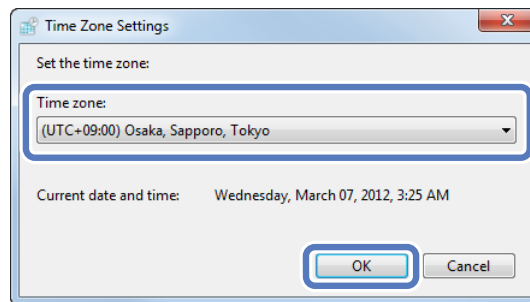 Time Zone Settings
Set the time zone:
Time zone:
(UTC+09:00) Osaka, Sapporo, Tokyo
Current date and time: Wednesday, March 07, 2012, 3:25 AM
OK Cancel